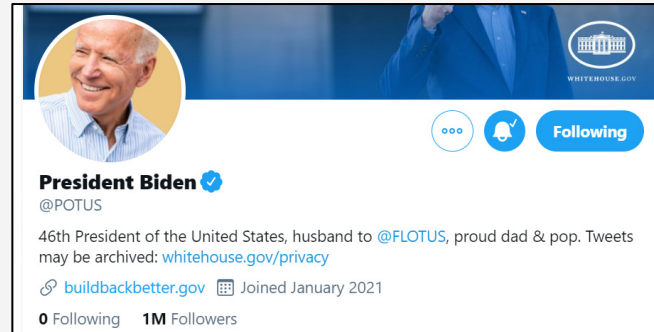 WHITEHOUSE.GOV
Following
President Biden
@POTUS
46th President of the United States, husband to @FLOTUS, proud dad & pop. Tweets
may be archived: whitehouse.gov/privacy
buildbackbetter.gov Joined January 2021
0 Following 1M Followers